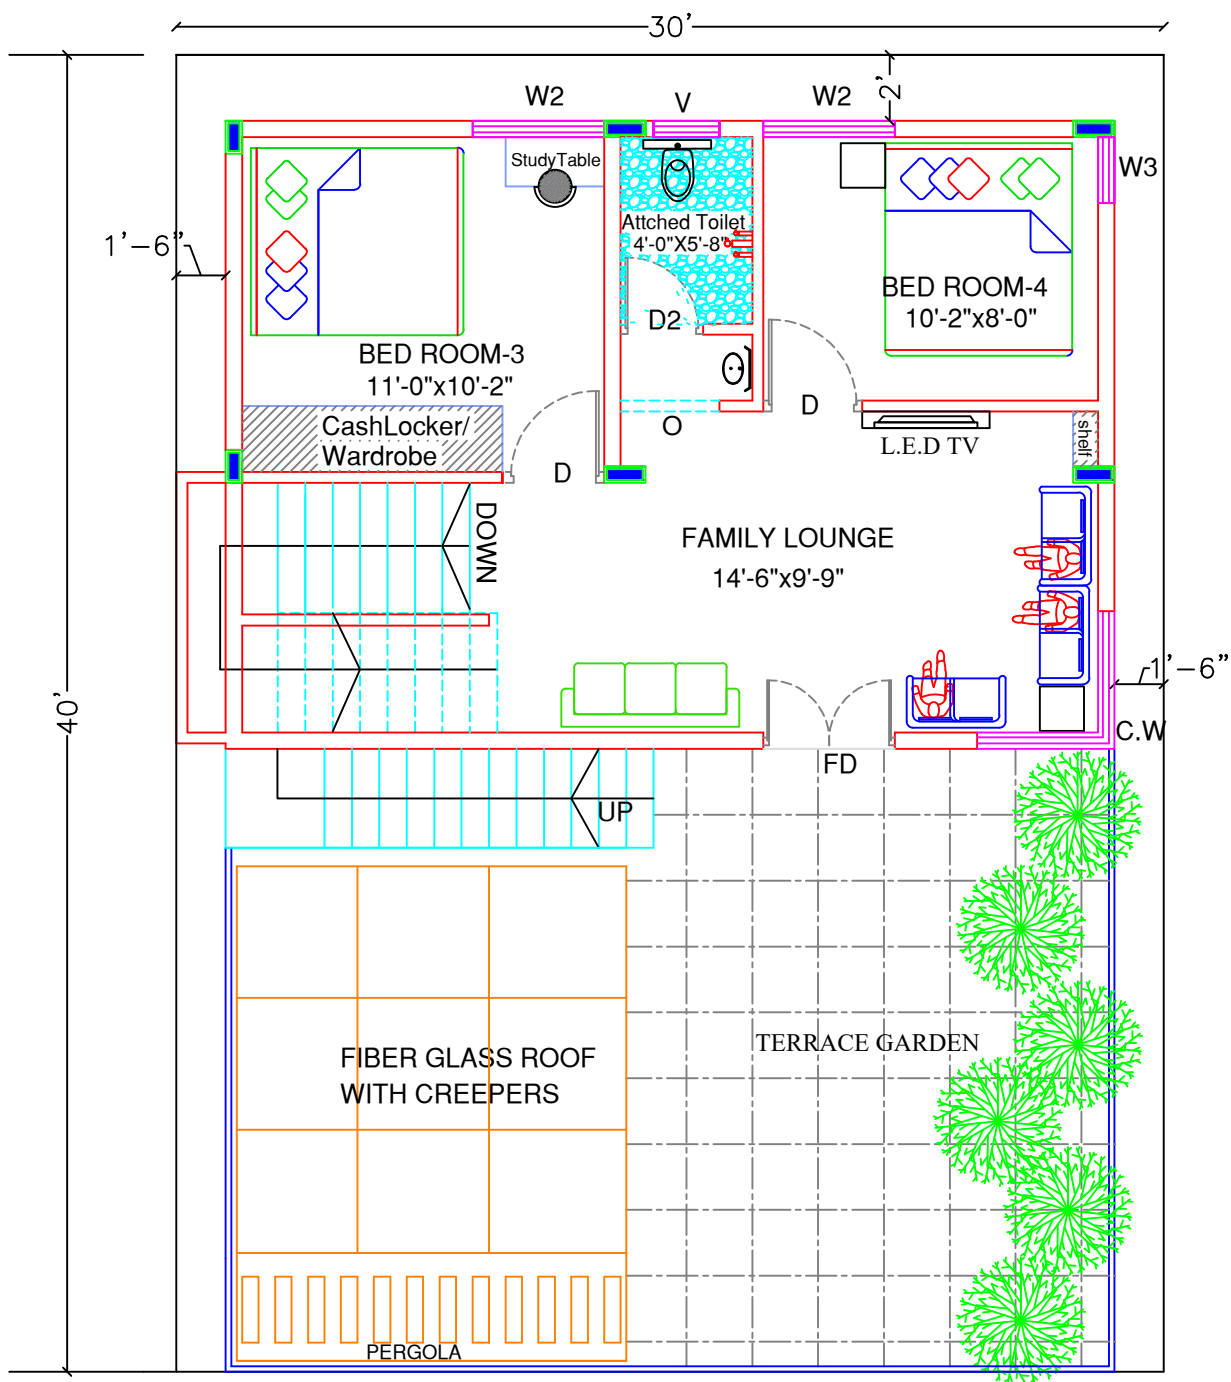 30'
W2
V
W2
2'
W3
StudyTable
Attched Toilet
4'-0"X5'-8"
1'-6"
BED ROOM-4
10'-2"x8'-0"
D2
BED ROOM-3
11'-0"x10'-2"
D
O
CashLocker/
Wardrobe
L.E.D TV
shelf
D
DOWN
FAMILY LOUNGE
14'-6"x9'-9"
1'-6"
40'
C.W
FD
UP
TERRACE GARDEN
FIBER GLASS ROOF
WITH CREEPERS
PERGOLA